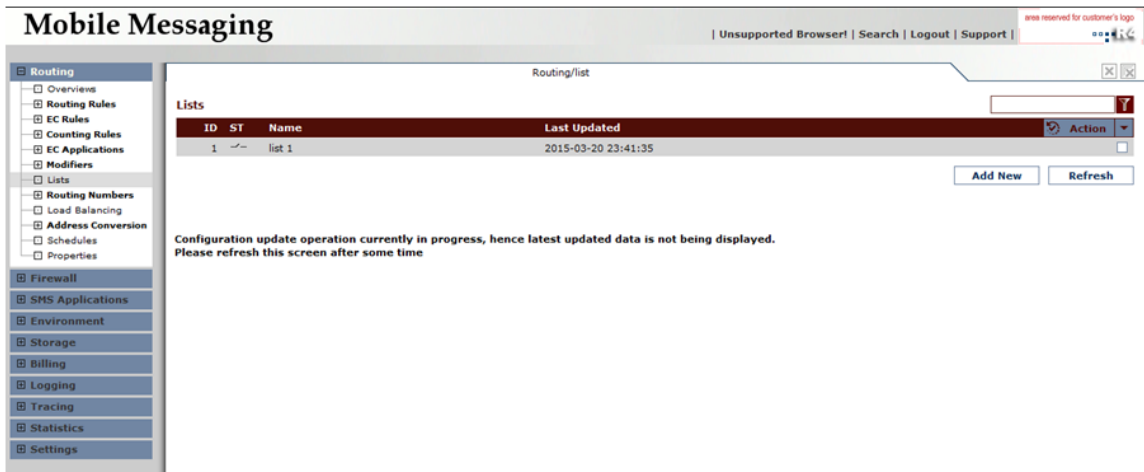 Mobile Messaging
| Unsupported Browser! | Search | Logout | Support |
area reserved for customer's logo
R4
Routing
Overviews
Routing Rules
EC Rules
Counting Rules
EC Applications
Modifiers
Lists
Routing Numbers
Load Balancing
Address Conversion
Schedules
Properties
Firewall
SMS Applications
Environment
Storage
Billing
Logging
Tracing
Statistics
Settings
Routing/list
Lists
ID ST Name Last Updated Action
1 list 1 2015-03-20 23:41:35
Add New Refresh
Configuration update operation currently in progress, hence latest updated data is not being displayed.
Please refresh this screen after some time